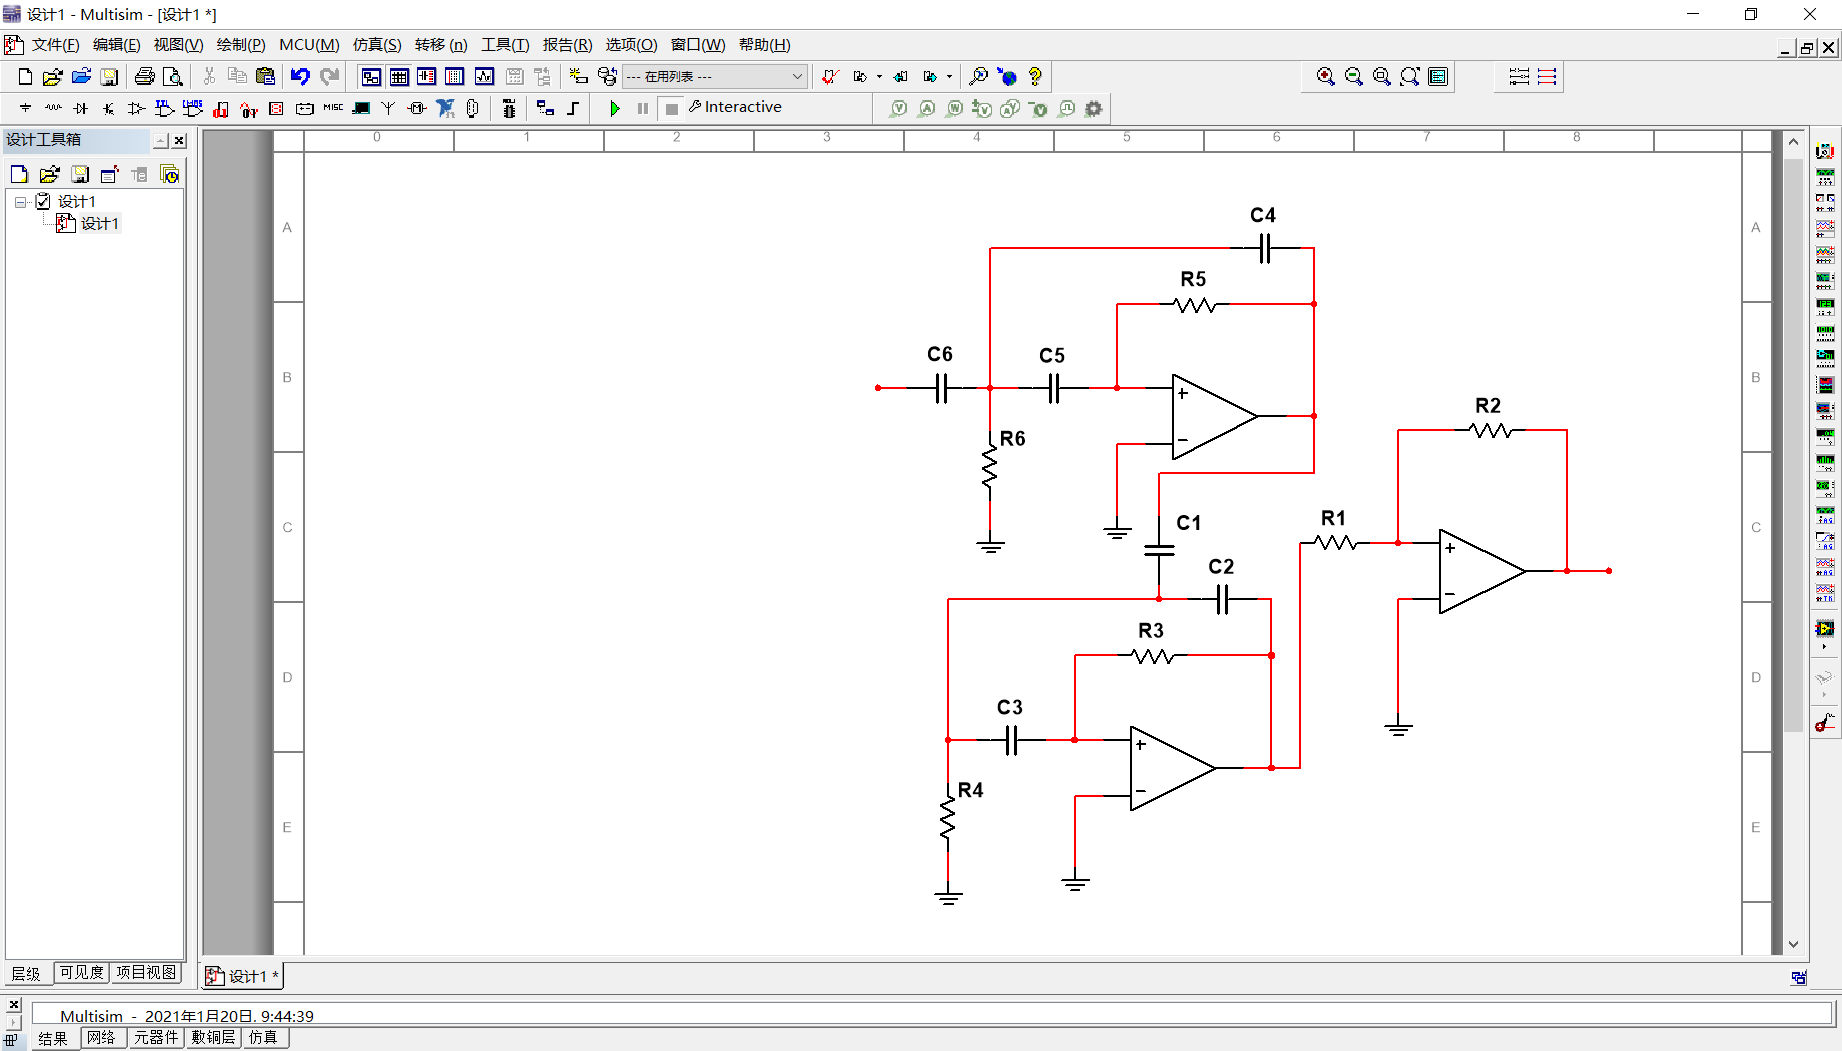 设计1 - Multisim - [设计1 *]
文件(F) 编辑(E) 视图(V) 绘制(P) MCU(M) 仿真(S) 转移 (n) 工具(T) 报告(R) 选项(O) 窗口(W) 帮助(H)
--- 在用列表 ---
MISC Interactive
设计工具箱
设计1
设计1
0 1 2 3 4 5 6 7 8
A A
B B
C C
D D
E E
C4
R5
C6 C5
+
-
R6
R2
C1
R1
+
-
C2
R3
C3
+
-
R4
层级 可见度 项目视图
设计1 *
Multisim - 2021年1月20日. 9:44:39
结果 网络 元器件 敷铜层 仿真